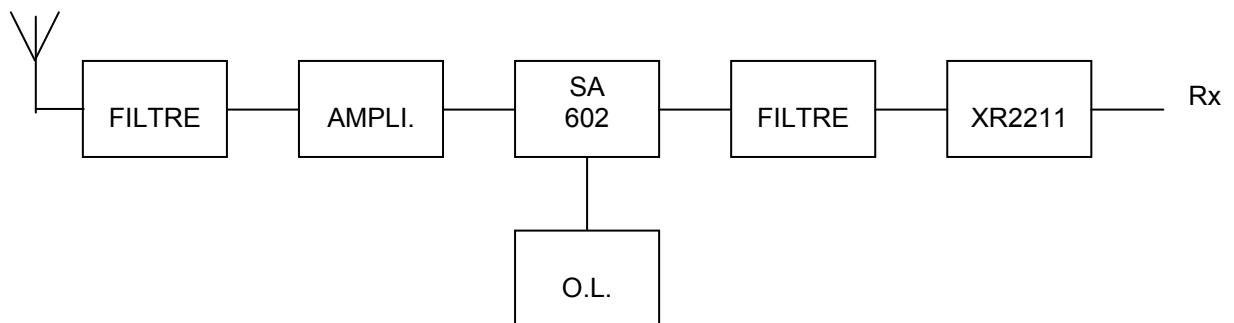 FILTRE
AMPLI.
SA
602
FILTRE
XR2211
Rx
O.L.